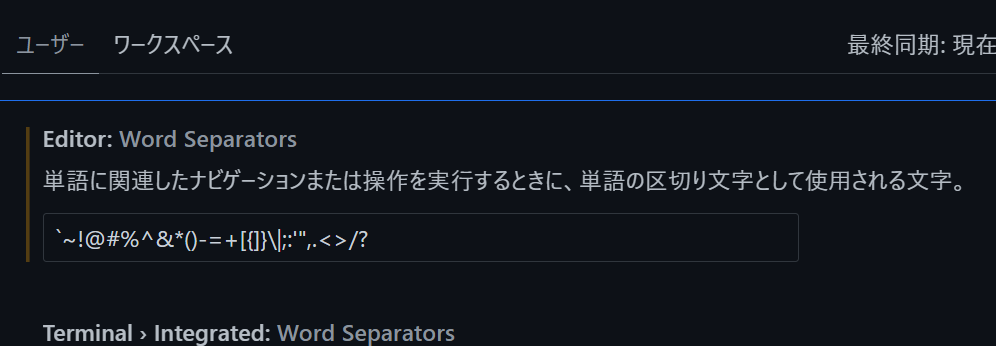 ユーザー ワークスペース 最終同期: 現在
Editor: Word Separators
単語に関連したナビゲーションまたは操作を実行するときに、単語の区切り文字として使用される文字。
`~!@#%^&*()-=+[{]}\|;:'",.<>/?
Terminal › Integrated: Word Separators